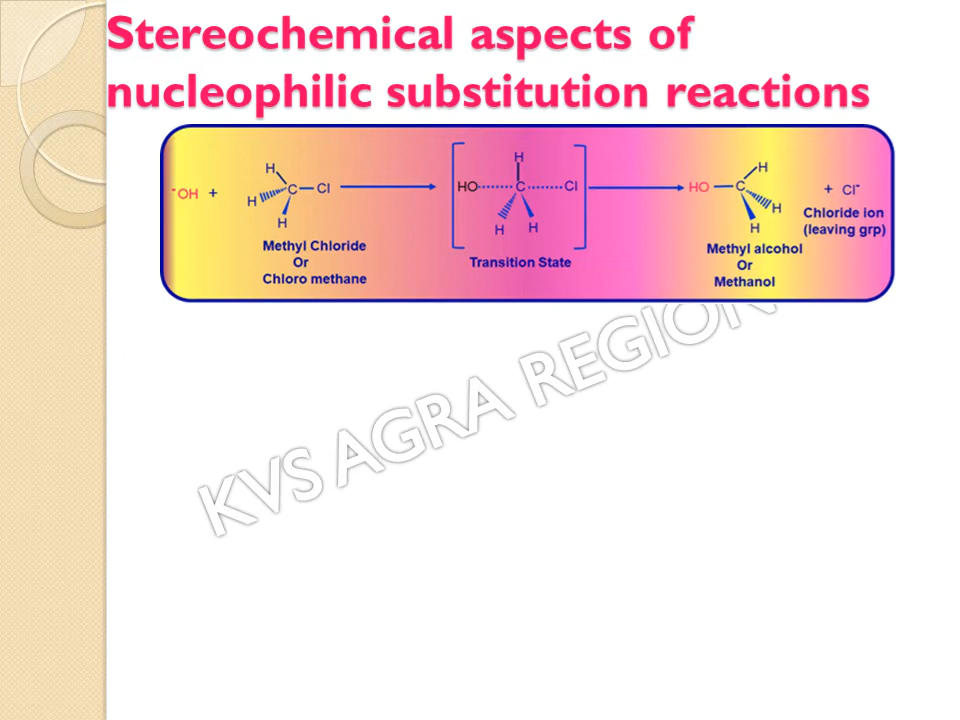 Stereochemical aspects of
nucleophilic substitution reactions
⁻OH + H H H C Cl
HO C Cl H H H
HO C H H H + Cl⁻
Methyl Chloride
Or
Chloro methane
Transition State
Methyl alcohol
Or
Methanol
Chloride ion
(leaving grp)
KVS AGRA REGION